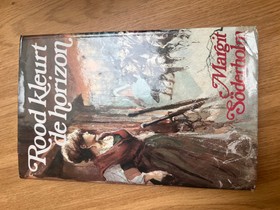 Rood kleurt
de horizon
Margit
Söderholm